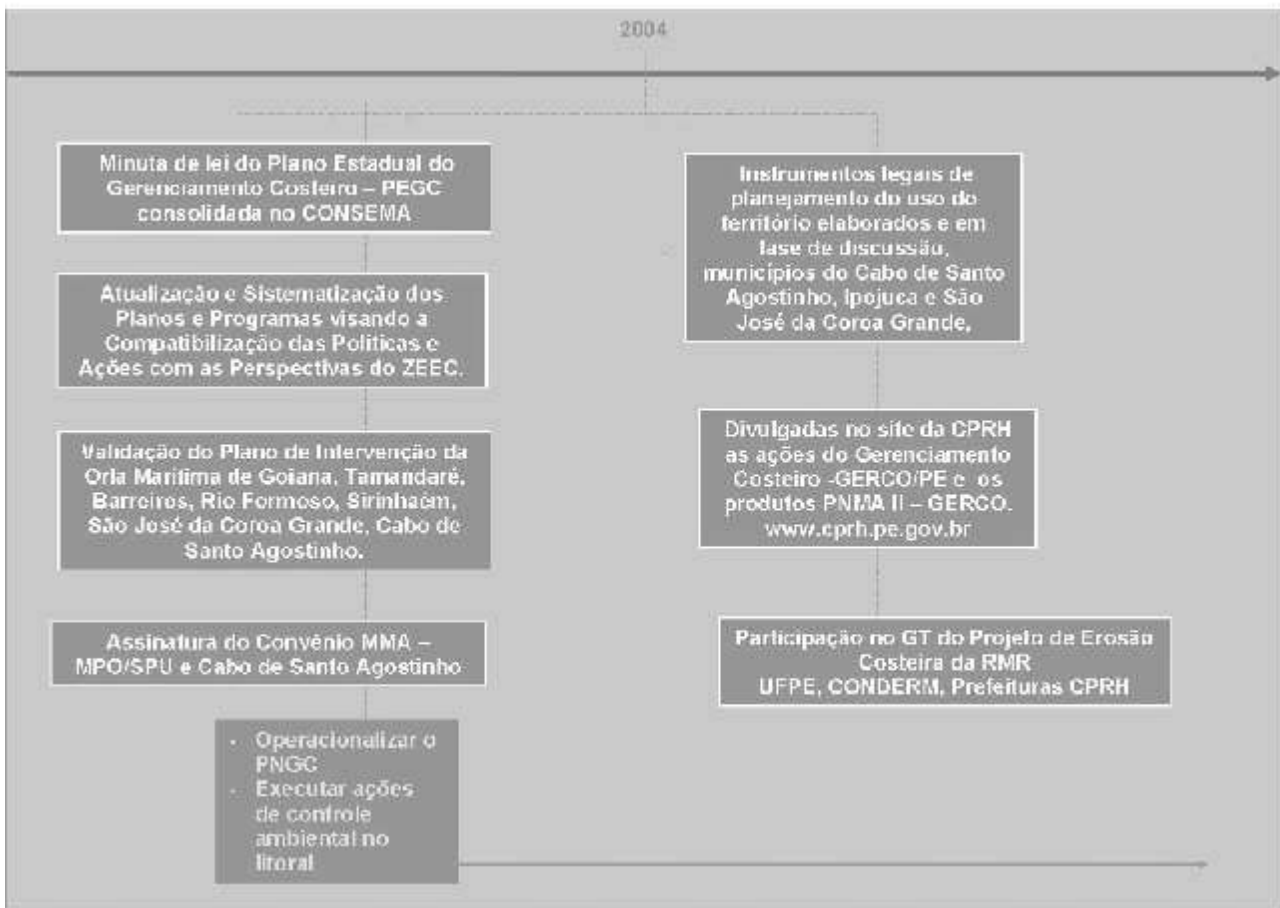 2004
Minuta de lei do Plano Estadual do
Gerenciamento Costeiro – PEGC
consolidada no CONSEMA
Atualização e Sistematização dos
Planos e Programas visando a
Compatibilização das Políticas e
Ações com as Perspectivas do ZEEC.
Validação do Plano de Intervenção da
Orla Marítima de Goiana, Tamandaré,
Barreiros, Rio Formoso, Sirinhaém,
São José da Coroa Grande, Cabo de
Santo Agostinho.
Assinatura do Convênio MMA –
MPO/SPU e Cabo de Santo Agostinho
- Operacionalizar o
PNGC
- Executar ações
de controle
ambiental no
litoral
Instrumentos legais de
planejamento do uso do
território elaborados e em
fase de discussão,
municípios do Cabo de Santo
Agostinho, Ipojuca e São
José da Coroa Grande,
Divulgadas no site da CPRH
as ações do Gerenciamento
Costeiro -GERCO/PE e os
produtos PNMA II – GERCO.
www.cprh.pe.gov.br
Participação no GT do Projeto de Erosão
Costeira da RMR
UFPE, CONDERM, Prefeituras CPRH